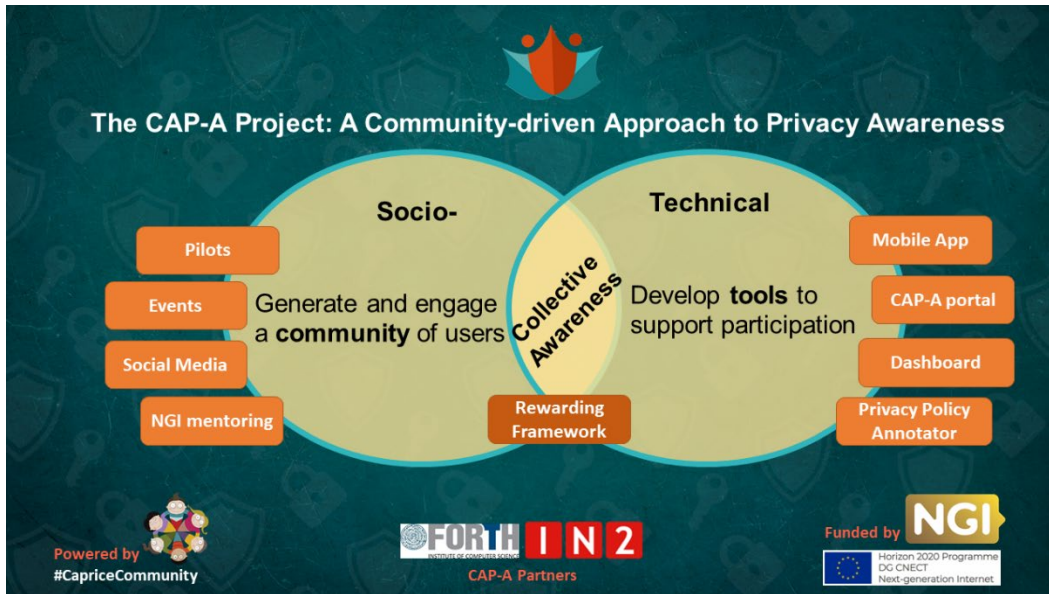 The CAP-A Project: A Community-driven Approach to Privacy Awareness
Socio-
Technical
Pilots
Events
Social Media
NGI mentoring
Generate and engage
a community of users
Collective
Awareness
Rewarding
Framework
Develop tools to
support participation
Mobile App
CAP-A portal
Dashboard
Privacy Policy
Annotator
Powered by
#CapriceCommunity
FORTH
INSTITUTE OF COMPUTER SCIENCE
IN2
CAP-A Partners
Funded by
NGI
Horizon 2020 Programme
DG CNECT
Next-generation Internet